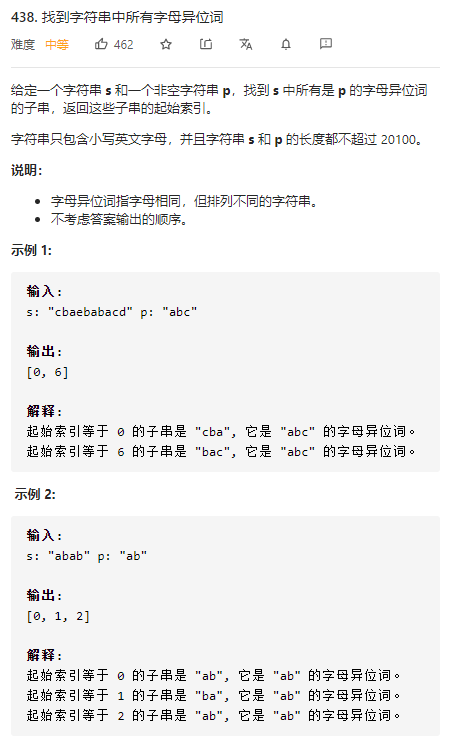 438. 找到字符串中所有字母异位词
难度 中等 462
给定一个字符串 s 和一个非空字符串 p，找到 s 中所有是 p 的字母异位词
的子串，返回这些子串的起始索引。
字符串只包含小写英文字母，并且字符串 s 和 p 的长度都不超过 20100。
说明：
• 字母异位词指字母相同，但排列不同的字符串。
• 不考虑答案输出的顺序。
示例 1:
输入:
s: "cbaebabacd" p: "abc"
输出:
[0, 6]
解释:
起始索引等于 0 的子串是 "cba", 它是 "abc" 的字母异位词。
起始索引等于 6 的子串是 "bac", 它是 "abc" 的字母异位词。
示例 2:
输入:
s: "abab" p: "ab"
输出:
[0, 1, 2]
解释:
起始索引等于 0 的子串是 "ab", 它是 "ab" 的字母异位词。
起始索引等于 1 的子串是 "ba", 它是 "ab" 的字母异位词。
起始索引等于 2 的子串是 "ab", 它是 "ab" 的字母异位词。